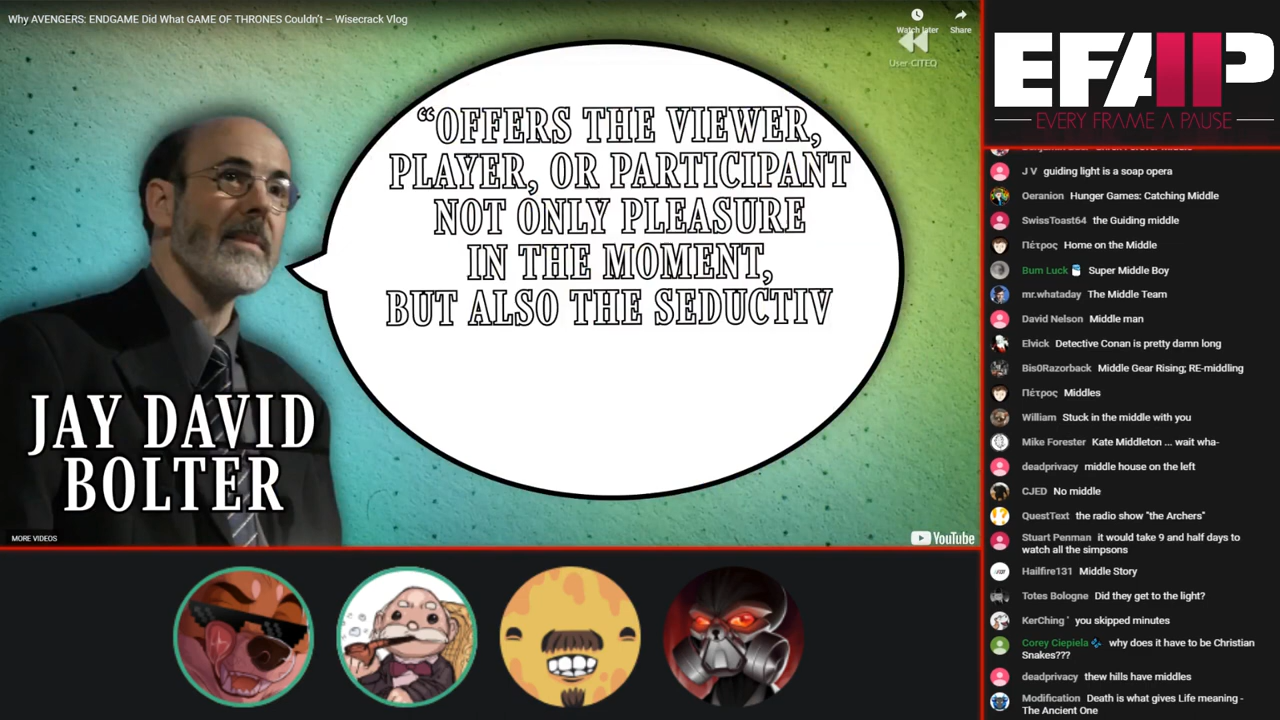 Why AVENGERS: ENDGAME Did What GAME OF THRONES Couldn't – Wisecrack Vlog
Watch later
Share
User-CITEQ
“OFFERS THE VIEWER,
PLAYER, OR PARTICIPANT
NOT ONLY PLEASURE
IN THE MOMENT,
BUT ALSO THE SEDUCTIV
JAY DAVID
BOLTER
MORE VIDEOS
YouTube
EFAP
EVERY FRAME A PAUSE
J V guiding light is a soap opera
Oeranion Hunger Games: Catching Middle
SwissToast64 the Guiding middle
Πέτρος Home on the Middle
Bum Luck Super Middle Boy
mr.whataday The Middle Team
David Nelson Middle man
Elvick Detective Conan is pretty damn long
Bis0Razorback Middle Gear Rising; RE-middling
Πέτρος Middles
William Stuck in the middle with you
Mike Forester Kate Middleton ... wait wha-
deadprivacy middle house on the left
CJED No middle
QuestText the radio show "the Archers"
Stuart Penman it would take 9 and half days to
watch all the simpsons
Hailfire131 Middle Story
Totes Bologne Did they get to the light?
KerChing ' you skipped minutes
Corey Ciepiela why does it have to be Christian
Snakes???
deadprivacy thew hills have middles
Modification Death is what gives Life meaning -
The Ancient One